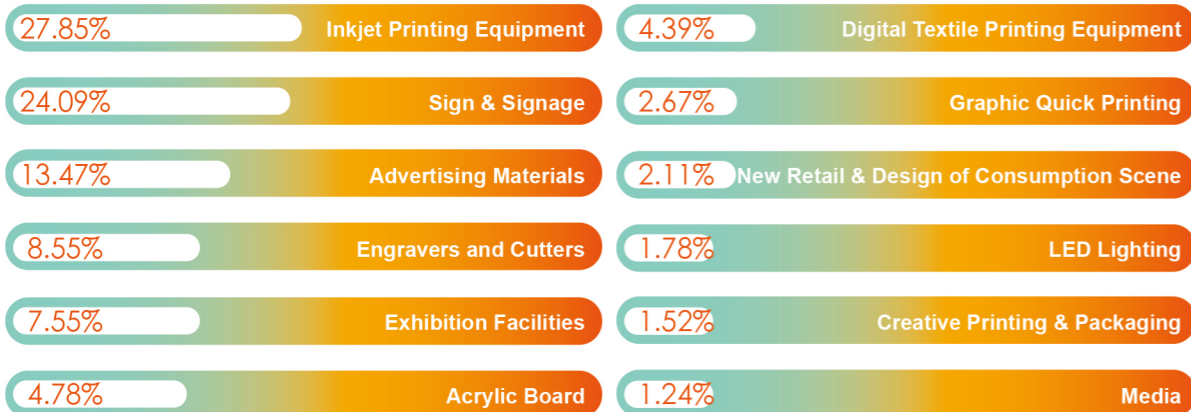 27.85% Inkjet Printing Equipment
24.09% Sign & Signage
13.47% Advertising Materials
8.55% Engravers and Cutters
7.55% Exhibition Facilities
4.78% Acrylic Board
4.39% Digital Textile Printing Equipment
2.67% Graphic Quick Printing
2.11% New Retail & Design of Consumption Scene
1.78% LED Lighting
1.52% Creative Printing & Packaging
1.24% Media